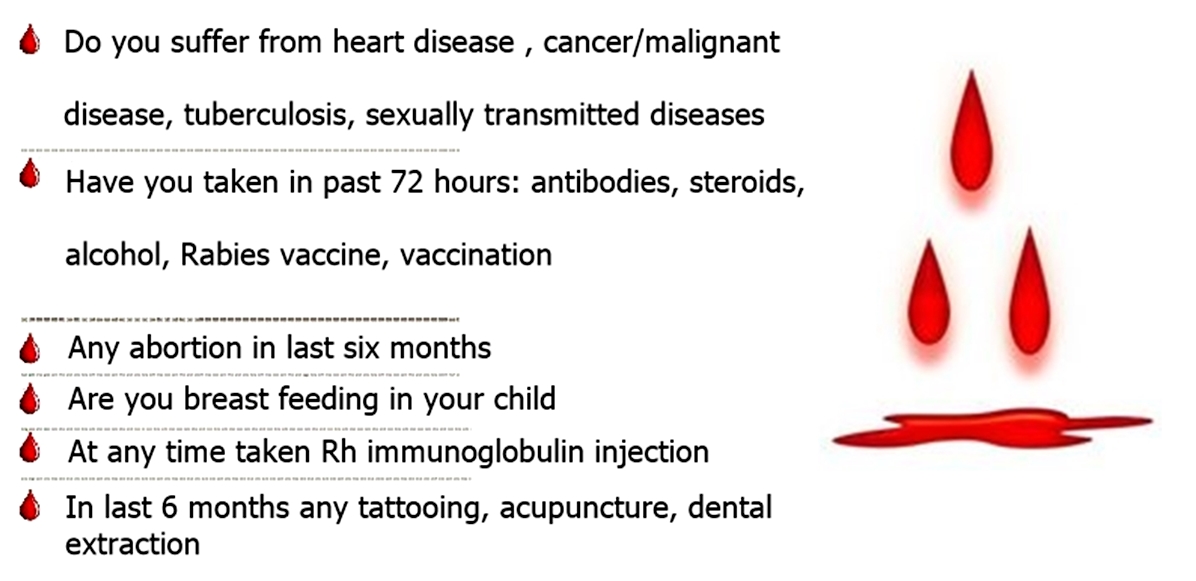 Do you suffer from heart disease , cancer/malignant
disease, tuberculosis, sexually transmitted diseases
Have you taken in past 72 hours: antibodies, steroids,
alcohol, Rabies vaccine, vaccination
Any abortion in last six months
Are you breast feeding in your child
At any time taken Rh immunoglobulin injection
In last 6 months any tattooing, acupuncture, dental
extraction